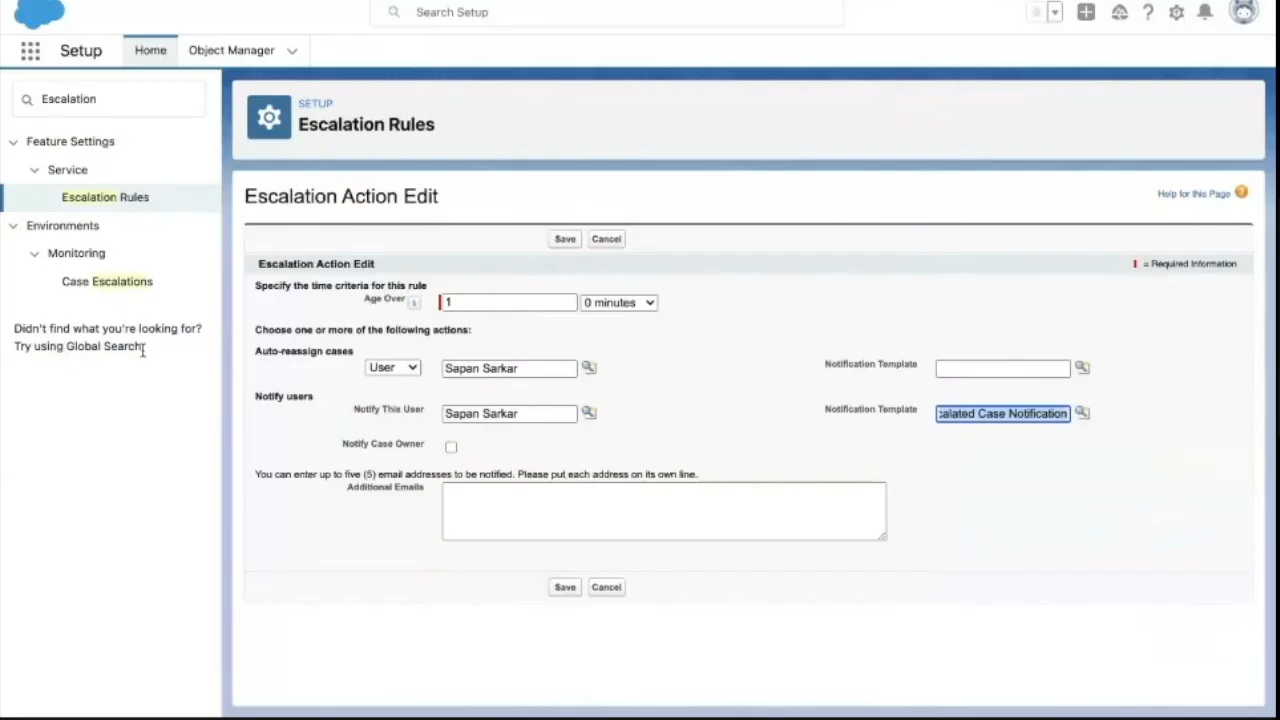 Search Setup
Setup
Home
Object Manager
Escalation
Feature Settings
Service
Escalation Rules
Environments
Monitoring
Case Escalations
Didn't find what you're looking for?
Try using Global Search.
SETUP
Escalation Rules
Escalation Action Edit
Help for this Page
Save Cancel
Escalation Action Edit
= Required Information
Specify the time criteria for this rule
Age Over 1 0 minutes
Choose one or more of the following actions:
Auto-reassign cases
User Sapan Sarkar Notification Template
Notify users
Notify This User Sapan Sarkar Notification Template calated Case Notification
Notify Case Owner
You can enter up to five (5) email addresses to be notified. Please put each address on its own line.
Additional Emails
Save Cancel